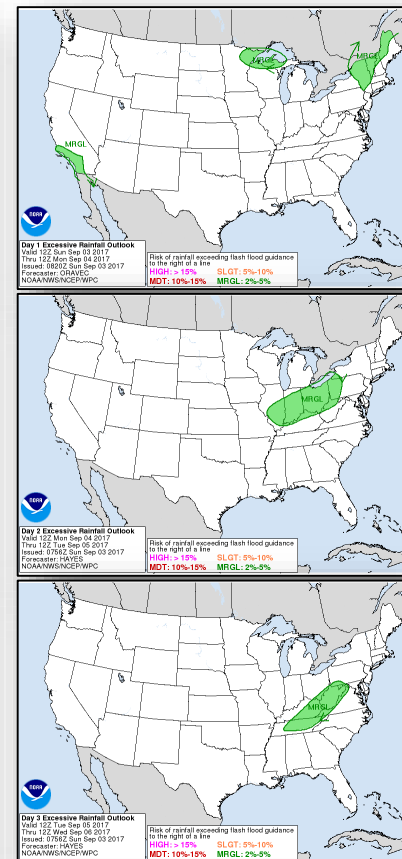 MRGL
MRGL
MRGL
NOAA
Day 1 Excessive Rainfall Outlook
Valid 12Z Sun Sep 03 2017
Thru 12Z Mon Sep 04 2017
Issued: 0820Z Sun Sep 03 2017
Forecaster: ORAVEC
NOAA/NWS/NCEP/WPC
Risk of rainfall exceeding flash flood guidance
to the right of a line
HIGH: > 15% SLGT: 5%-10%
MDT: 10%-15% MRGL: 2%-5%
MRGL
NOAA
Day 2 Excessive Rainfall Outlook
Valid 12Z Mon Sep 04 2017
Thru 12Z Tue Sep 05 2017
Issued: 0756Z Sun Sep 03 2017
Forecaster: HAYES
NOAA/NWS/NCEP/WPC
Risk of rainfall exceeding flash flood guidance
to the right of a line
HIGH: > 15% SLGT: 5%-10%
MDT: 10%-15% MRGL: 2%-5%
MRGL
NOAA
Day 3 Excessive Rainfall Outlook
Valid 12Z Tue Sep 05 2017
Thru 12Z Wed Sep 06 2017
Issued: 0756Z Sun Sep 03 2017
Forecaster: HAYES
NOAA/NWS/NCEP/WPC
Risk of rainfall exceeding flash flood guidance
to the right of a line
HIGH: > 15% SLGT: 5%-10%
MDT: 10%-15% MRGL: 2%-5%